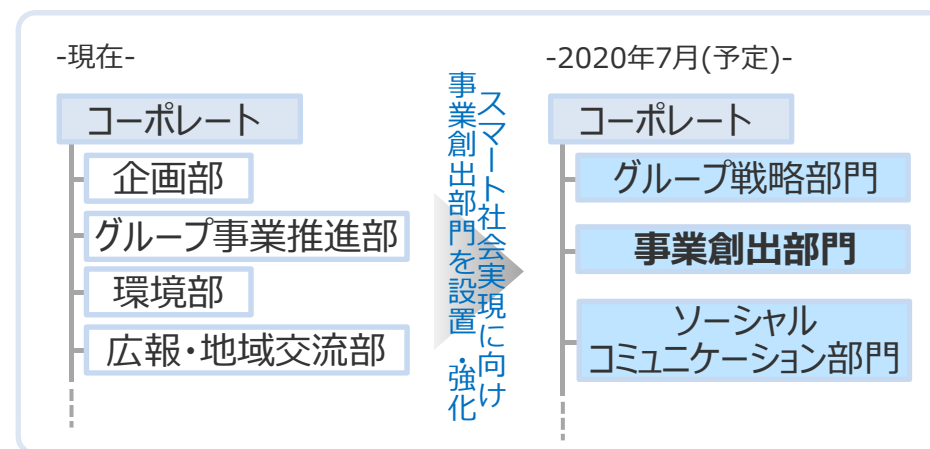 -現在-
コーポレート
企画部
グループ事業推進部
環境部
広報・地域交流部
スマート社会実現に向け
事業創出部門を設置・強化
-2020年7月(予定)-
コーポレート
グループ戦略部門
事業創出部門
ソーシャル
コミュニケーション部門